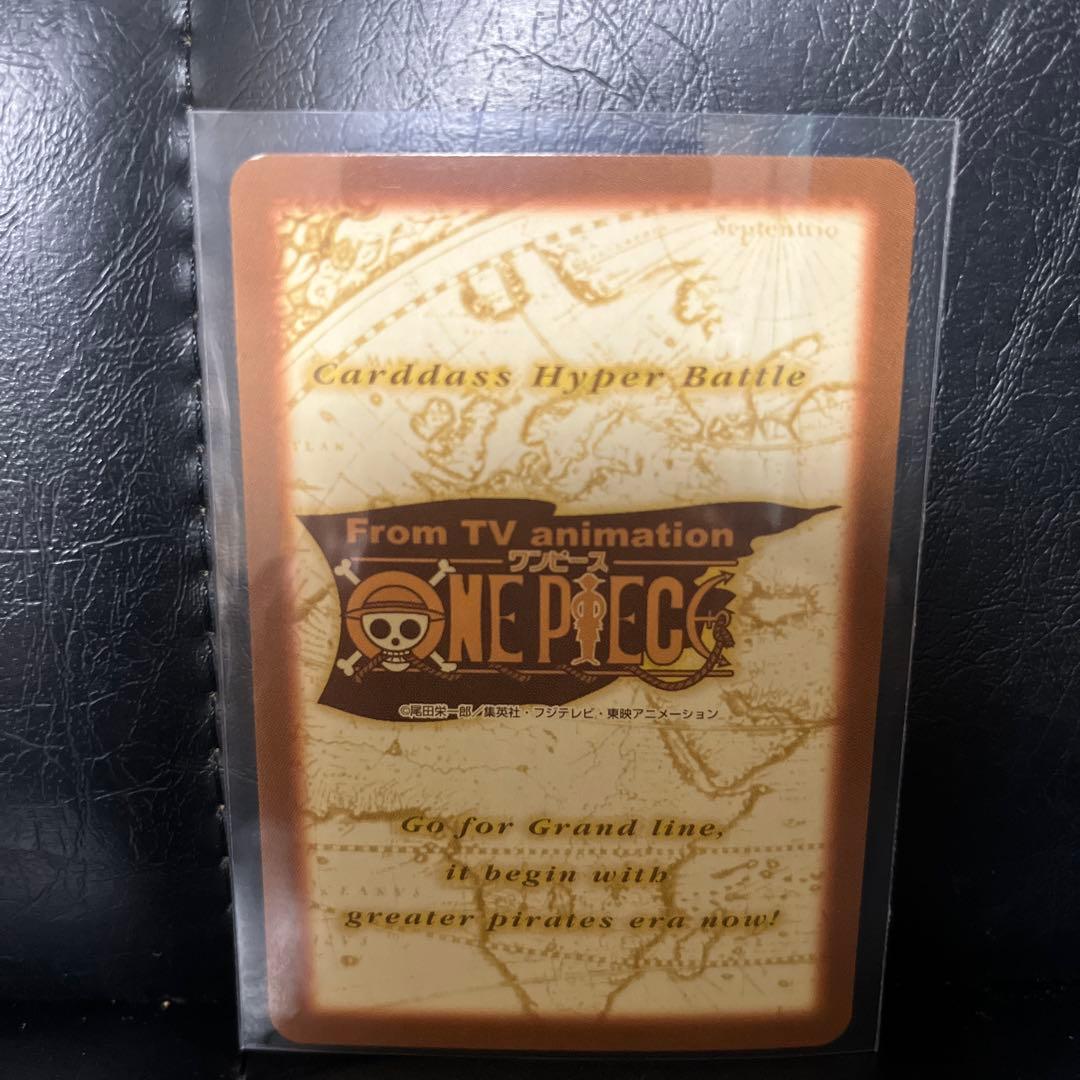 Septentrio
Carddass Hyper Battle
From TV animation
ワンピース
ONE PIECE
©尾田栄一郎／集英社・フジテレビ・東映アニメーション
Go for Grand line,
it begin with
greater pirates era now!